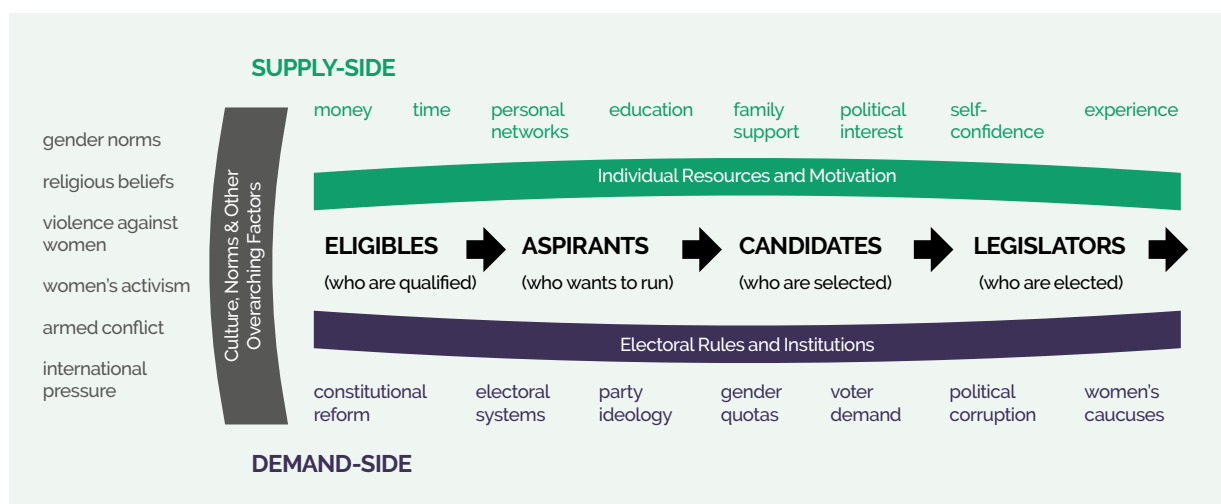 SUPPLY-SIDE
money time personal education family political self- experience
networks support interest confidence
gender norms
religious beliefs
violence against
women
women's activism
armed conflict
international
pressure
Culture, Norms & Other
Overarching Factors
Individual Resources and Motivation
ELIGIBLES ASPIRANTS CANDIDATES LEGISLATORS
(who are qualified) (who wants to run) (who are selected) (who are elected)
Electoral Rules and Institutions
constitutional electoral party gender voter political women's
reform systems ideology quotas demand corruption caucuses
DEMAND-SIDE